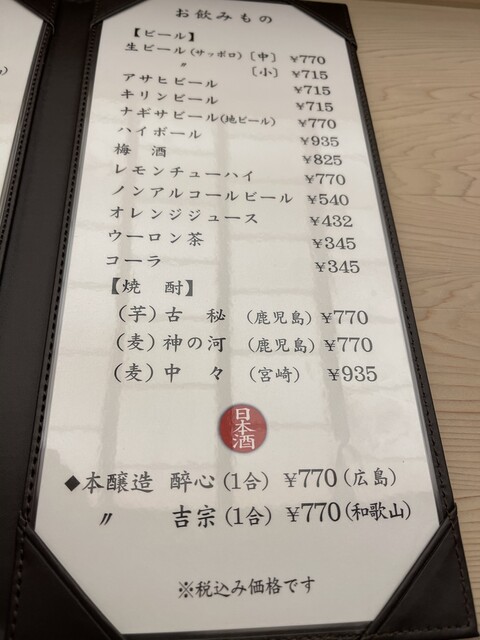 お飲みもの
【ビール】
生ビール(サッポロ)［中］ ¥770
〃 ［小］ ¥715
アサヒビール ¥715
キリンビール ¥715
ナギサビール(地ビール) ¥770
ハイボール ¥935
梅 酒 ¥825
レモンチューハイ ¥770
ノンアルコールビール ¥540
オレンジジュース ¥432
ウーロン茶 ¥345
コーラ ¥345
【焼 酎】
(芋)古 秘 (鹿児島) ¥770
(麦)神の河 (鹿児島) ¥770
(麦)中 々 (宮崎) ¥935
日本酒
◆本醸造 醉心(1合) ¥770(広島)
〃 吉宗(1合) ¥770(和歌山)
※税込み価格です